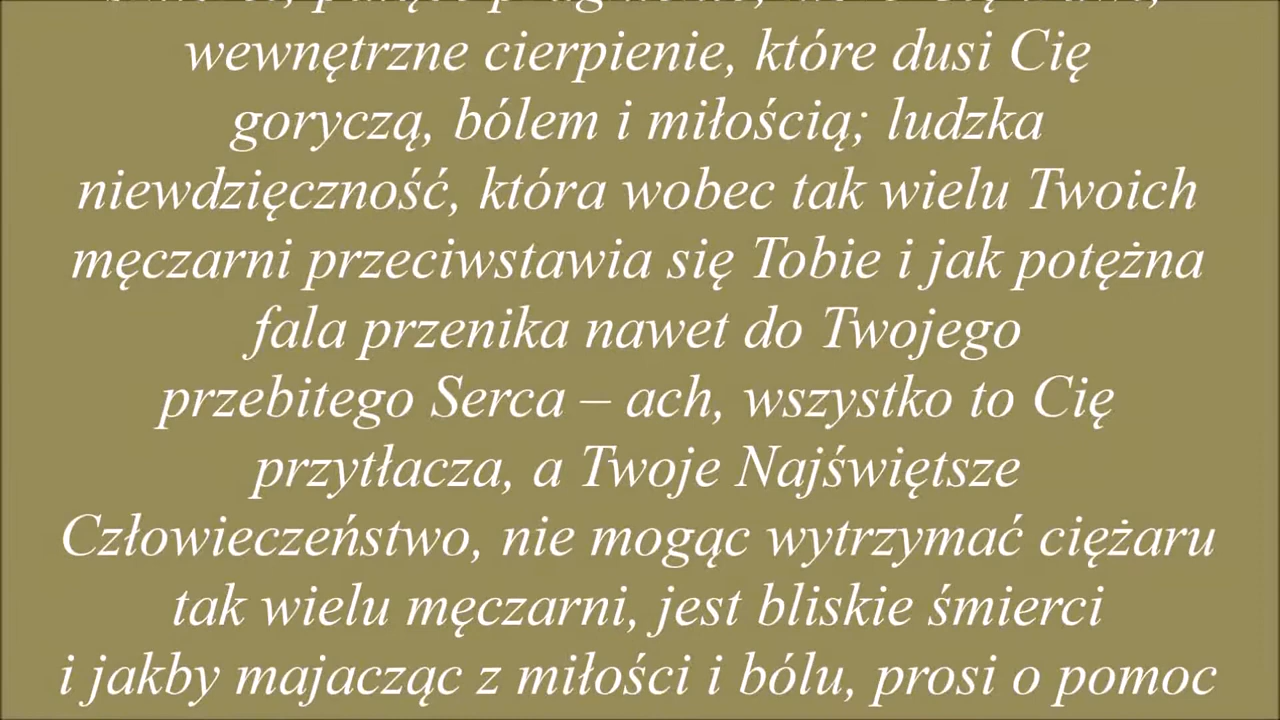 wewnętrzne cierpienie, które dusi Cię
goryczą, bólem i miłością; ludzka
niewdzięczność, która wobec tak wielu Twoich
męczarni przeciwstawia się Tobie i jak potężna
fala przenika nawet do Twojego
przebitego Serca – ach, wszystko to Cię
przytłacza, a Twoje Najświętsze
Człowieczeństwo, nie mogąc wytrzymać ciężaru
tak wielu męczarni, jest bliskie śmierci
i jakby majacząc z miłości i bólu, prosi o pomoc